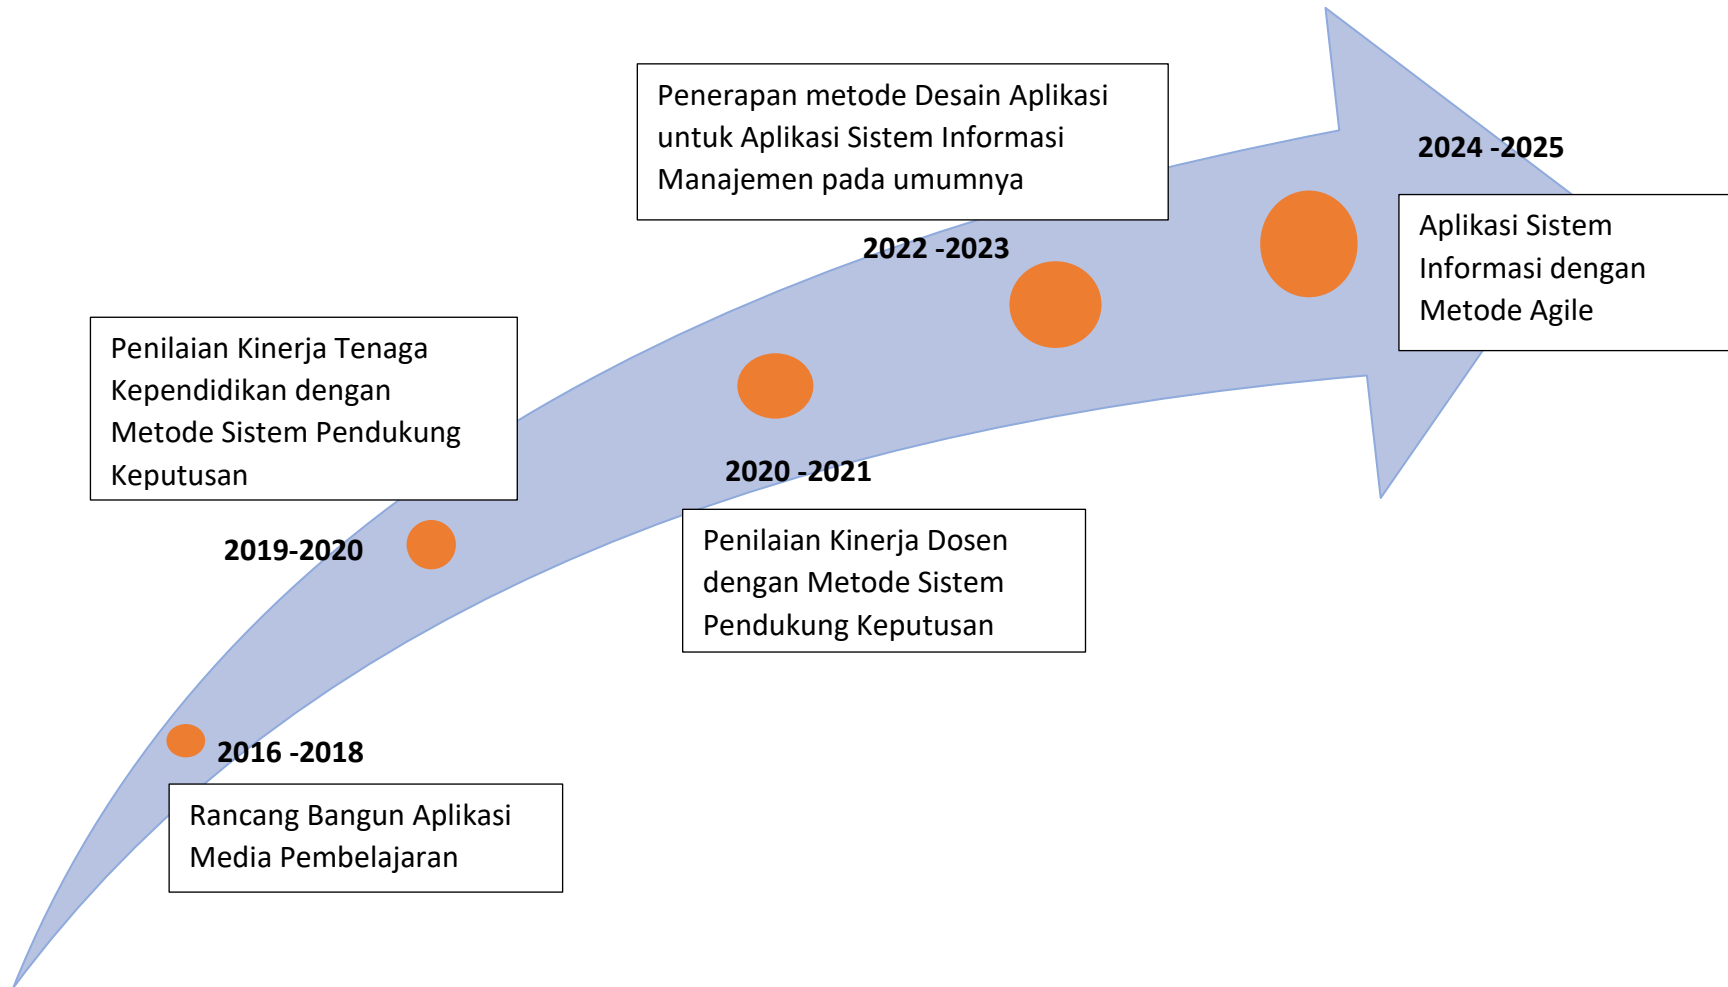 Penerapan metode Desain Aplikasi
untuk Aplikasi Sistem Informasi
Manajemen pada umumnya
2022 -2023
2024 -2025
Aplikasi Sistem
Informasi dengan
Metode Agile
Penilaian Kinerja Tenaga
Kependidikan dengan
Metode Sistem Pendukung
Keputusan
2019-2020
2020 -2021
Penilaian Kinerja Dosen
dengan Metode Sistem
Pendukung Keputusan
2016 -2018
Rancang Bangun Aplikasi
Media Pembelajaran